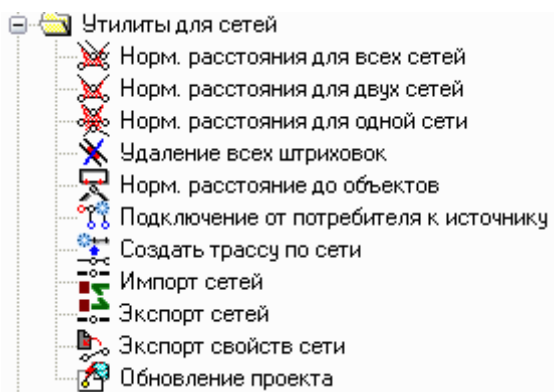 Утилиты для сетей
Норм. расстояния для всех сетей
Норм. расстояния для двух сетей
Норм. расстояния для одной сети
Удаление всех штриховок
Норм. расстояние до объектов
Подключение от потребителя к источнику
Создать трассу по сети
Импорт сетей
Экспорт сетей
Экспорт свойств сети
Обновление проекта